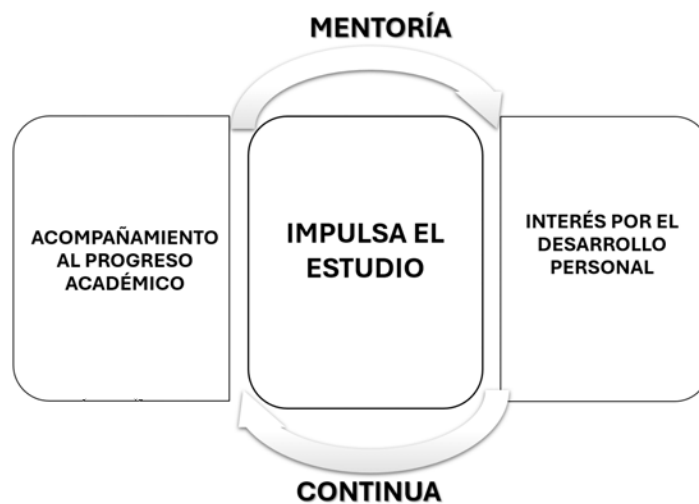 MENTORÍA
ACOMPAÑAMIENTO
AL PROGRESO
ACADÉMICO
IMPULSA EL
ESTUDIO
INTERÉS POR EL
DESARROLLO
PERSONAL
CONTINUA